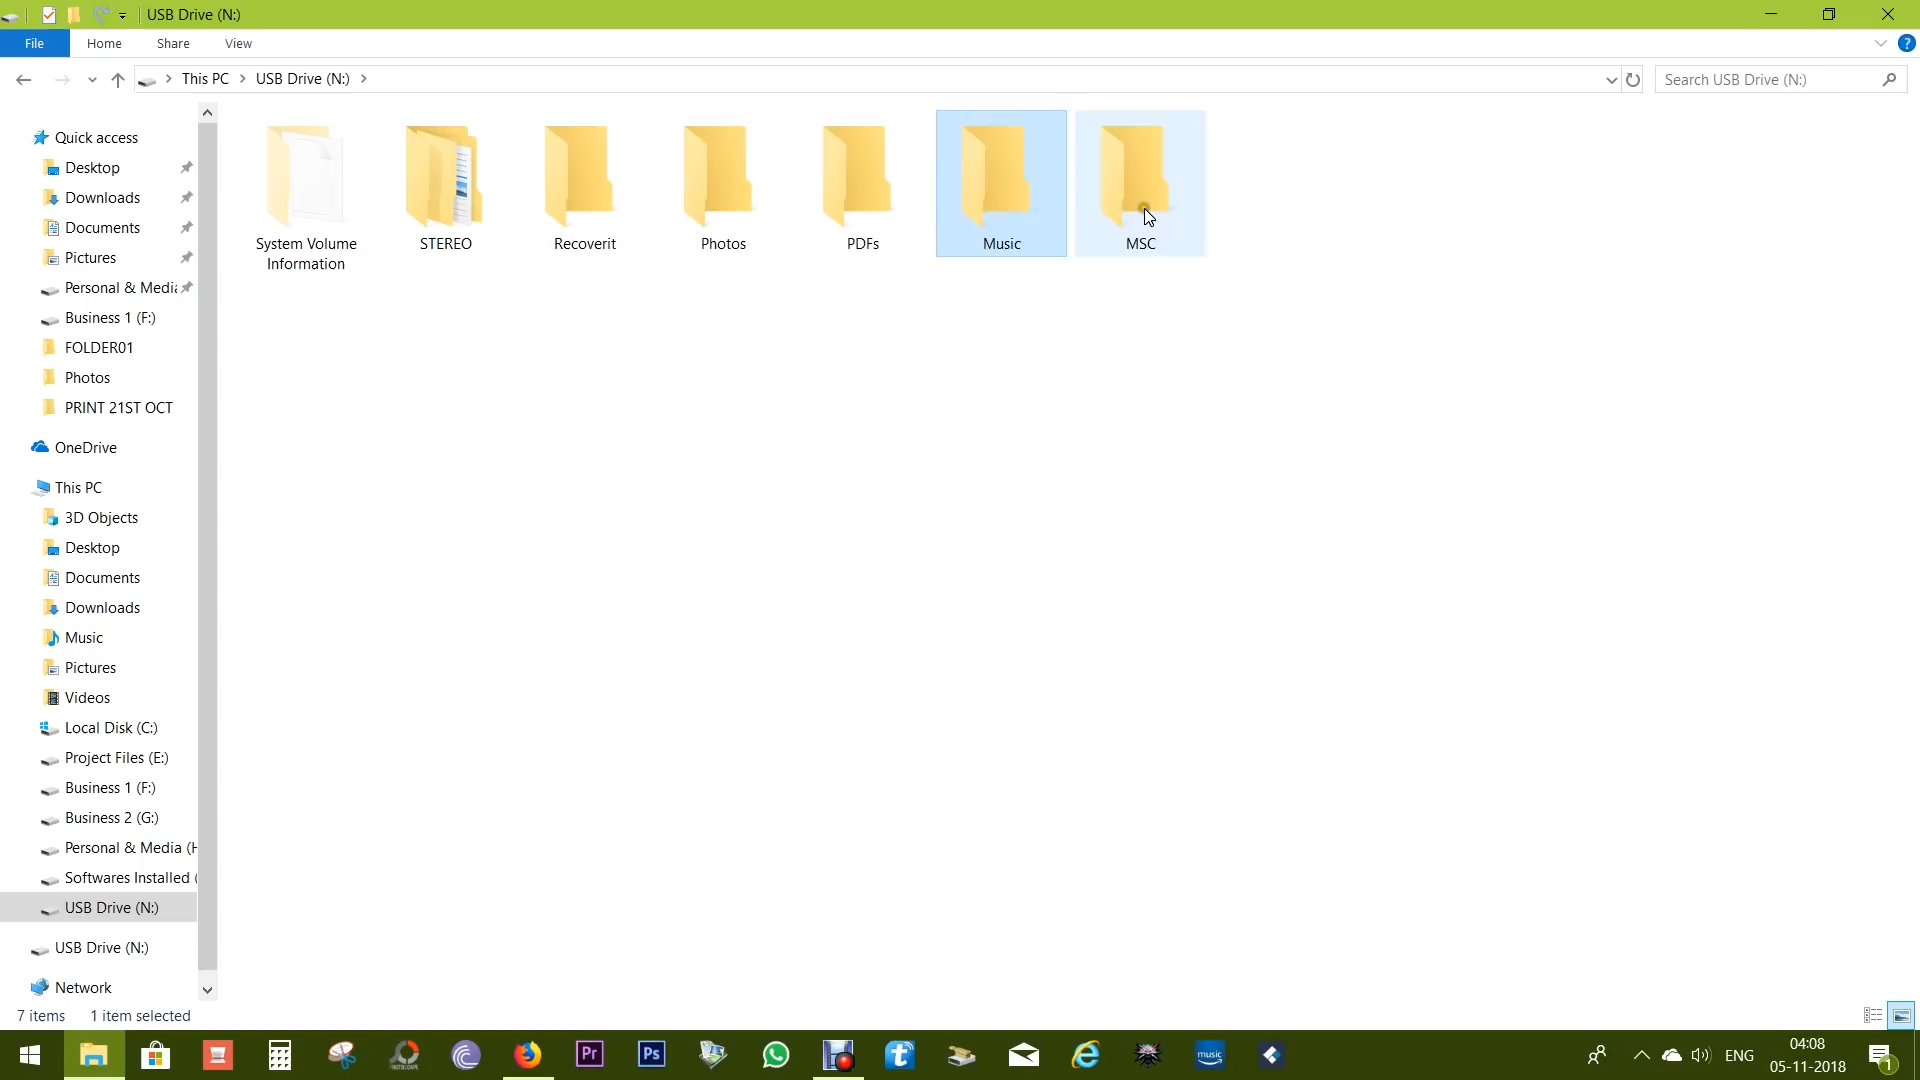 USB Drive (N:)
File Home Share View
This PC USB Drive (N:)
Search USB Drive (N:)
Quick access
Desktop
Downloads
Documents
Pictures
Personal & Media
Business 1 (F:)
FOLDER01
Photos
PRINT 21ST OCT
OneDrive
This PC
3D Objects
Desktop
Documents
Downloads
Music
Pictures
Videos
Local Disk (C:)
Project Files (E:)
Business 1 (F:)
Business 2 (G:)
Personal & Media (H
Softwares Installed (
USB Drive (N:)
USB Drive (N:)
Network
System Volume
Information
STEREO
Recoverit
Photos
PDFs
Music
MSC
7 items 1 item selected
Pr
Ps
music
ENG
04:08
05-11-2018
1